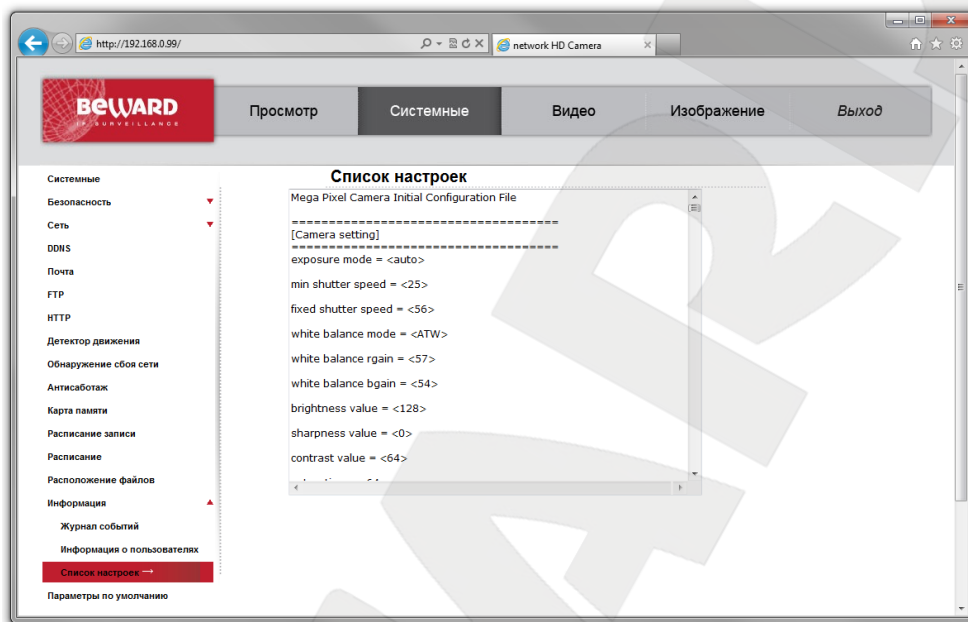 http://192.168.0.99/
network HD Camera
BEWARD
IP SURVEILLANCE
Просмотр
Системные
Видео
Изображение
Выход
Системные
Безопасность
Сеть
DDNS
Почта
FTP
HTTP
Детектор движения
Обнаружение сбоя сети
Антисаботаж
Карта памяти
Расписание записи
Расписание
Расположение файлов
Информация
Журнал событий
Информация о пользователях
Список настроек →
Параметры по умолчанию
Список настроек
Mega Pixel Camera Initial Configuration File
====================================
[Camera setting]
====================================
exposure mode = <auto>
min shutter speed = <25>
fixed shutter speed = <56>
white balance mode = <ATW>
white balance rgain = <57>
white balance bgain = <54>
brightness value = <128>
sharpness value = <0>
contrast value = <64>